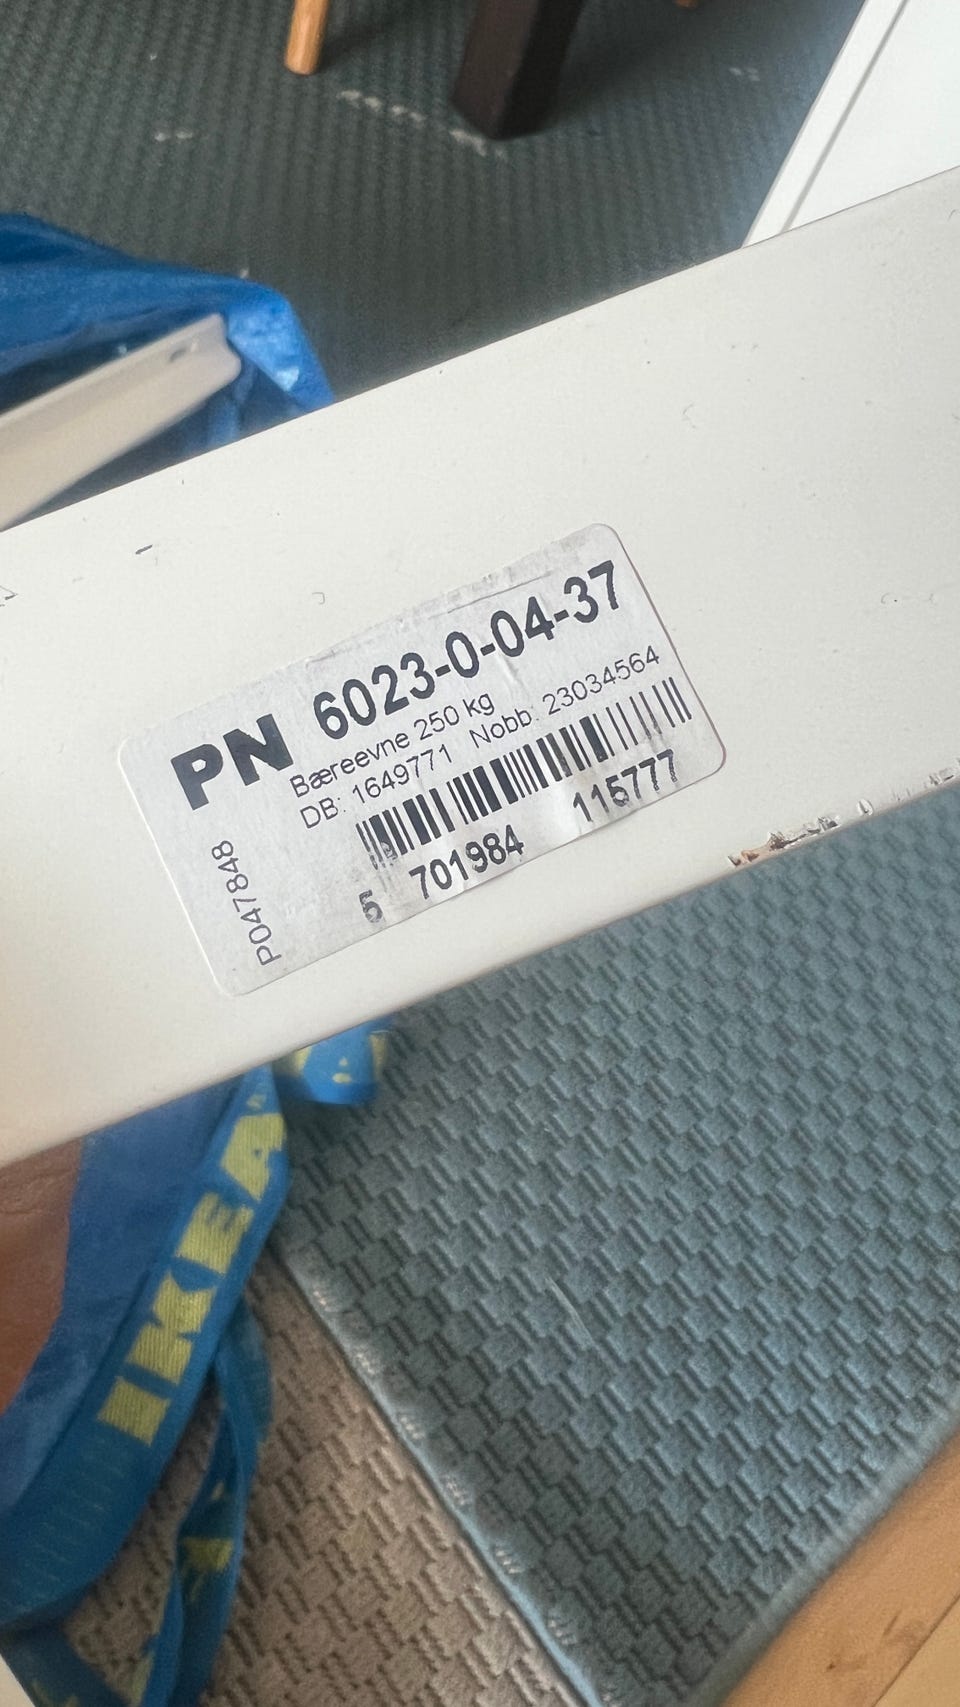 PN 6023-0-04-37
Bæreevne 250 kg
DB: 1649771 Nobb: 23034564
5 701984 115777
P047848
IKEA